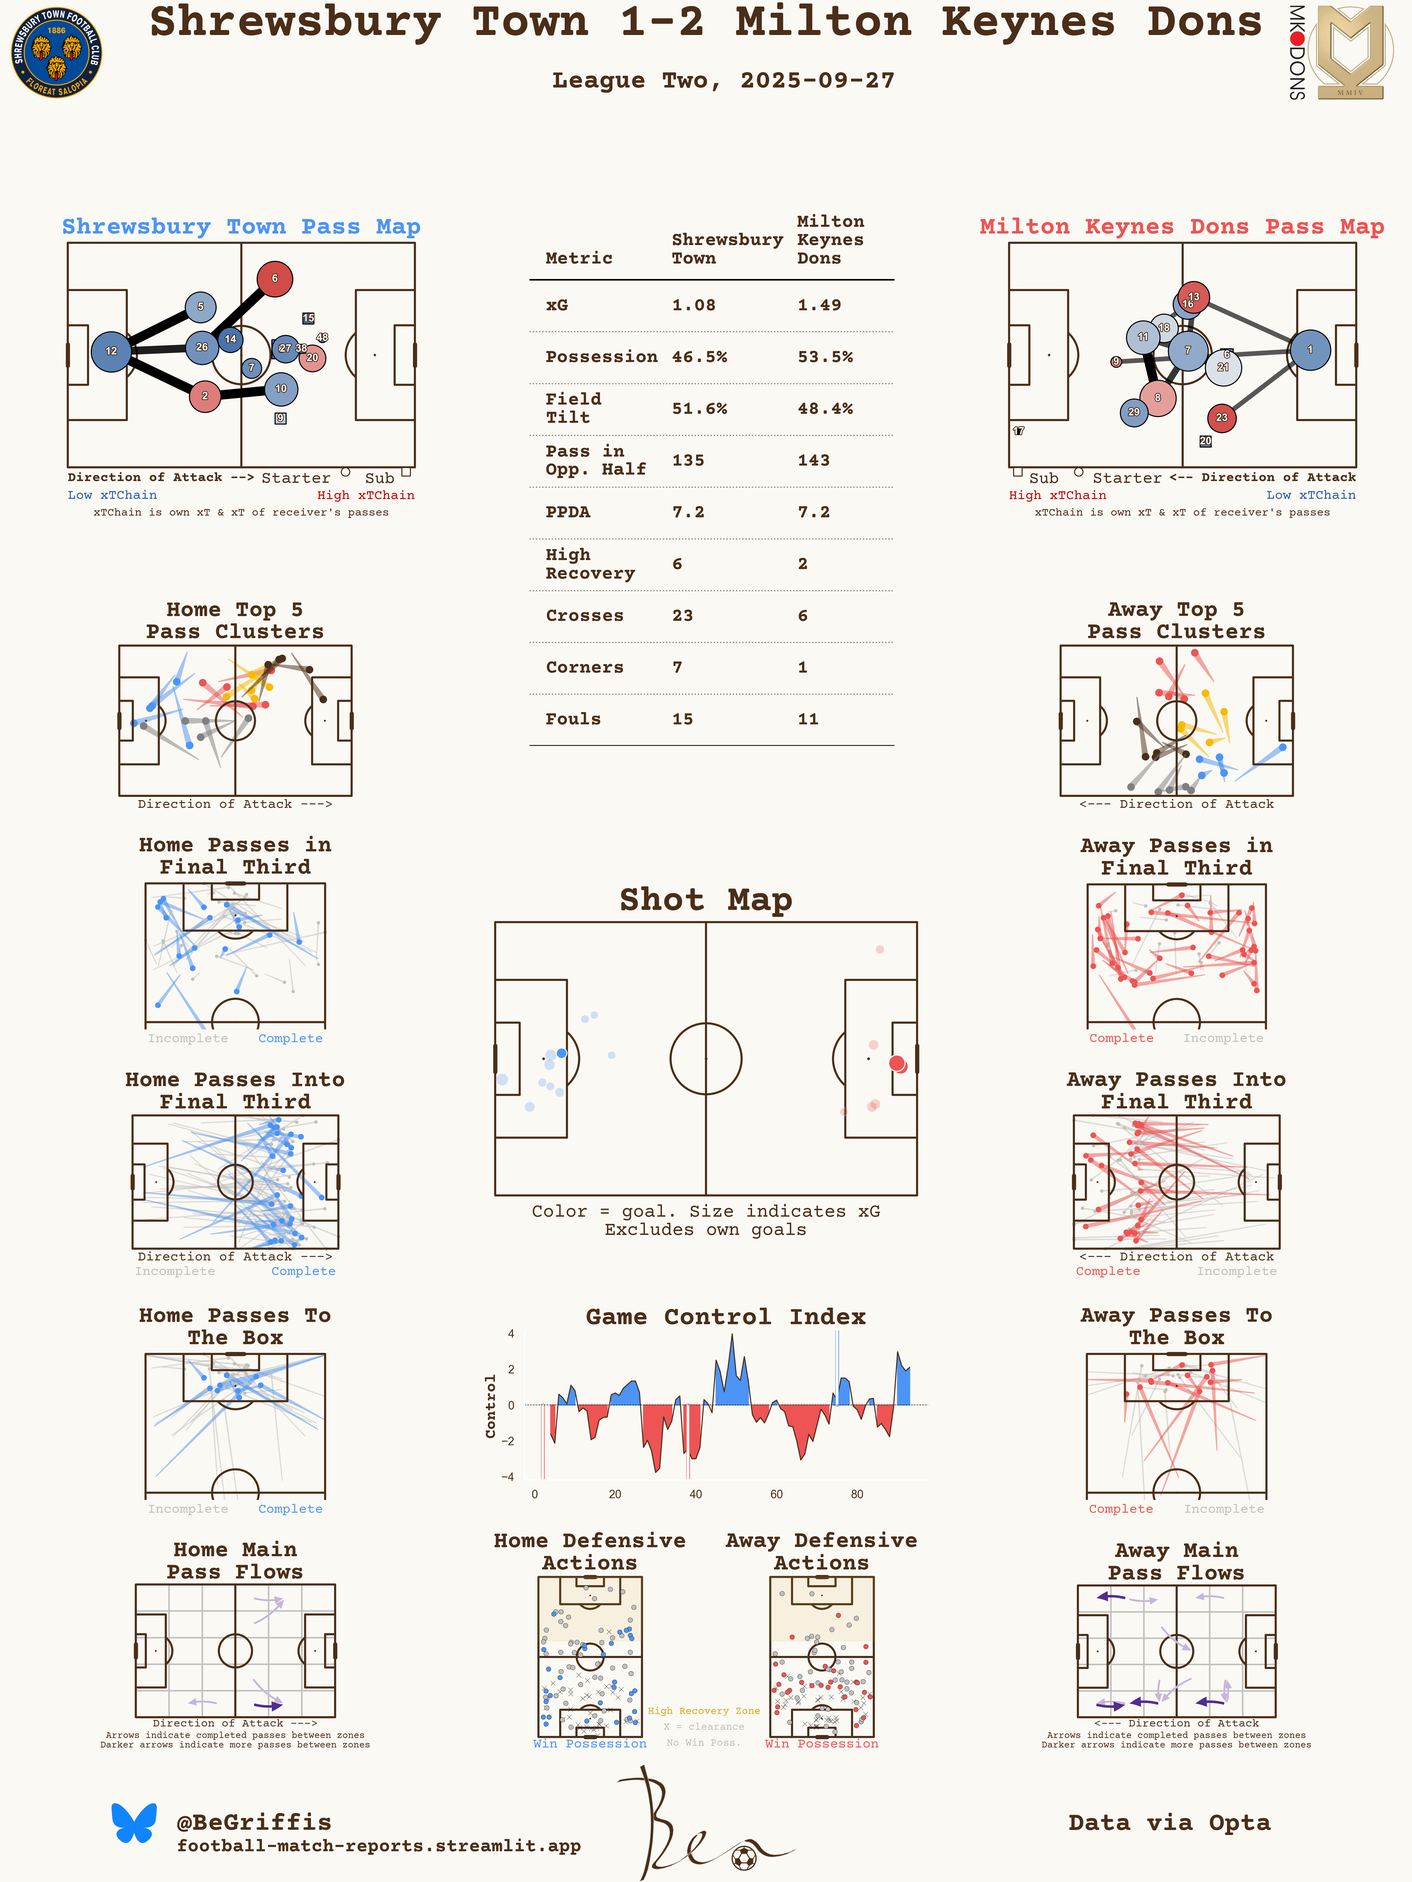 Shrewsbury Town 1-2 Milton Keynes Dons
League Two, 2025-09-27
SHREWSBURY TOWN FOOTBALL CLUB
1886
FLOREAT SALOPIA
MK DONS
MMIV
Shrewsbury Town Pass Map
5
6
12
26
14
7
27
38
20
48
15
2
10
9
Direction of Attack --> Starter Sub
Low xTChain High xTChain
xTChain is own xT & xT of receiver's passes
Metric Shrewsbury Town Milton Keynes Dons
xG 1.08 1.49
Possession 46.5% 53.5%
Field Tilt 51.6% 48.4%
Pass in Opp. Half 135 143
PPDA 7.2 7.2
High Recovery 6 2
Crosses 23 6
Corners 7 1
Fouls 15 11
Milton Keynes Dons Pass Map
13
16
18
11
9
7
6
21
1
8
29
23
20
17
Sub Starter <-- Direction of Attack
High xTChain Low xTChain
xTChain is own xT & xT of receiver's passes
Home Top 5
Pass Clusters
Direction of Attack --->
Away Top 5
Pass Clusters
<--- Direction of Attack
Home Passes in
Final Third
Incomplete Complete
Away Passes in
Final Third
Complete Incomplete
Shot Map
Color = goal. Size indicates xG
Excludes own goals
Home Passes Into
Final Third
Direction of Attack --->
Incomplete Complete
Away Passes Into
Final Third
<--- Direction of Attack
Complete Incomplete
Home Passes To
The Box
Incomplete Complete
Game Control Index
Control
4
2
0
−2
−4
0 20 40 60 80
Away Passes To
The Box
Complete Incomplete
Home Main
Pass Flows
Direction of Attack --->
Arrows indicate completed passes between zones
Darker arrows indicate more passes between zones
Home Defensive
Actions
Win Possession
High Recovery Zone
X = clearance
No Win Poss.
Away Defensive
Actions
Win Possession
Away Main
Pass Flows
<--- Direction of Attack
Arrows indicate completed passes between zones
Darker arrows indicate more passes between zones
@BeGriffis
football-match-reports.streamlit.app
Ben
Data via Opta